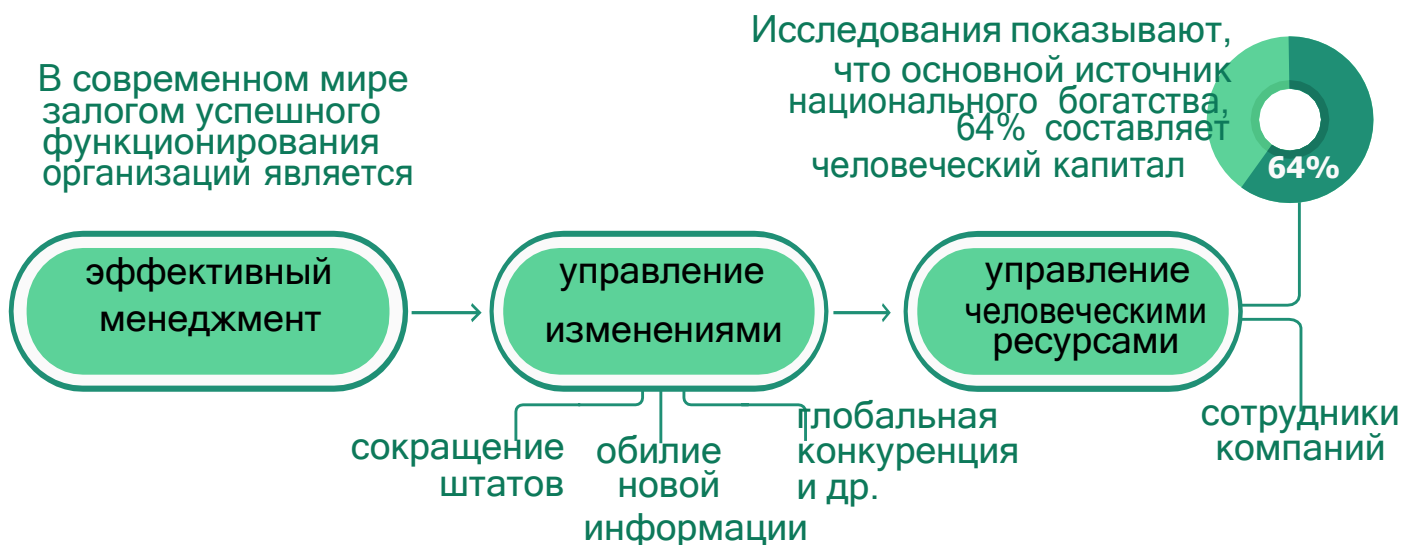 В современном мире
залогом успешного
функционирования
организаций является
Исследования показывают,
что основной источник
национального богатства,
64% составляет
человеческий капитал
64%
эффективный
менеджмент
управление
изменениями
управление
человеческими
ресурсами
сокращение
штатов
обилие
новой
информации
глобальная
конкуренция
и др.
сотрудники
компаний